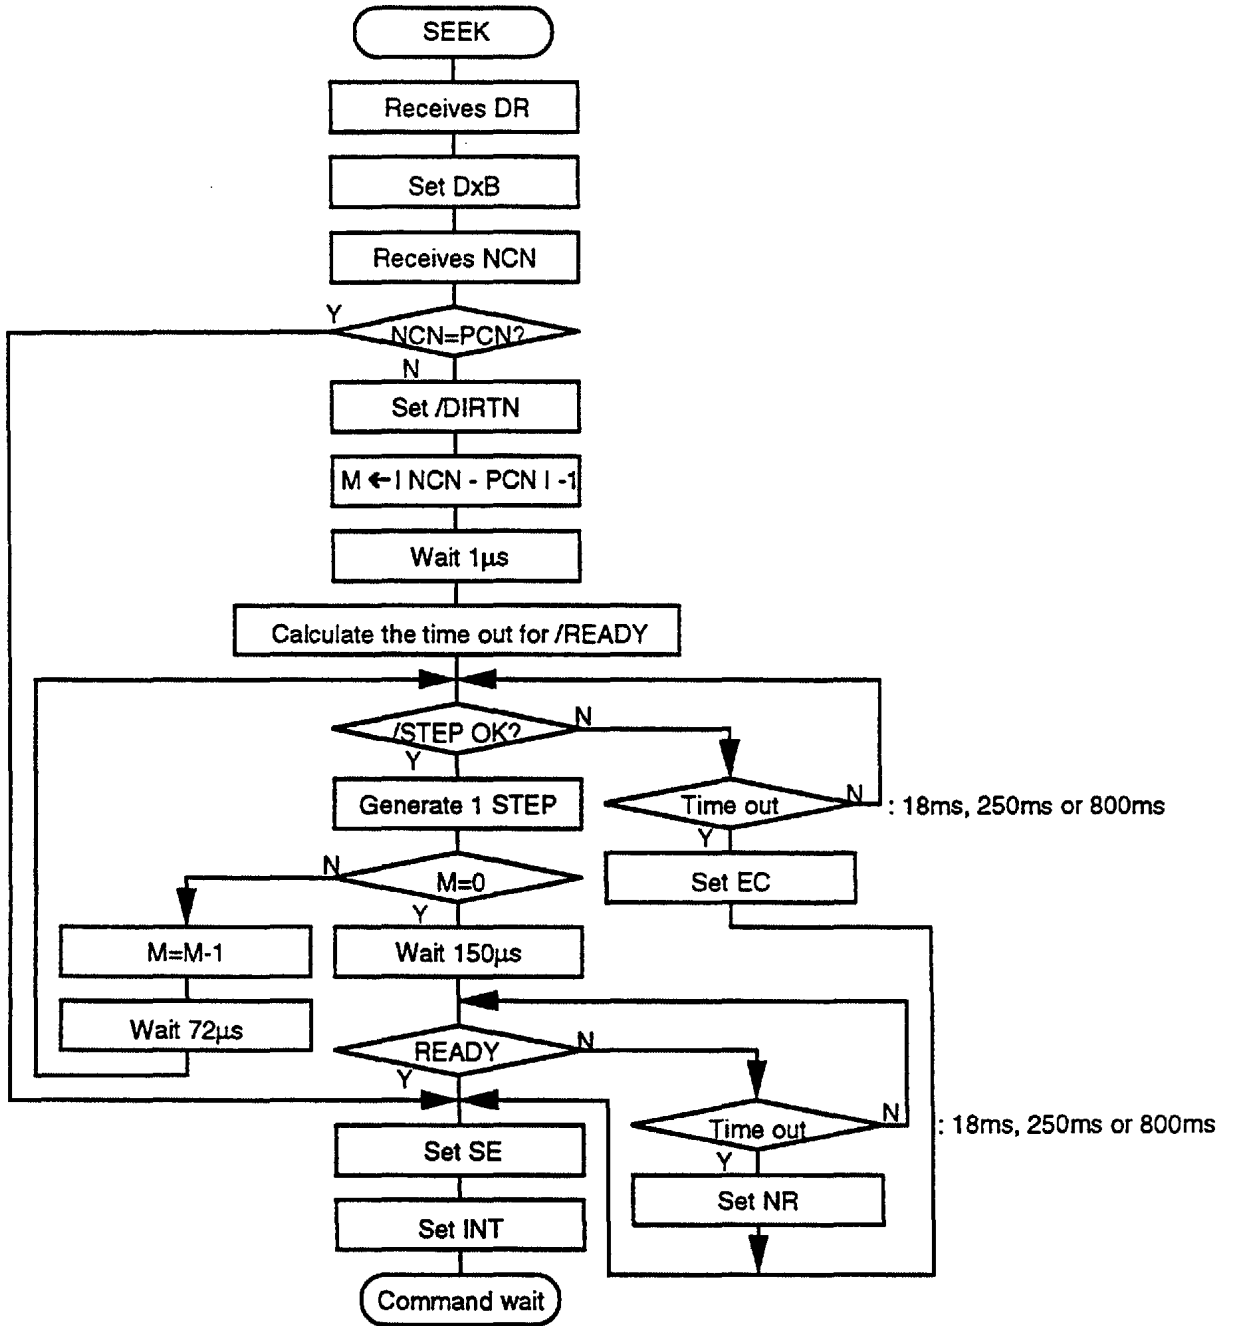 SEEK
Receives DR
Set DxB
Receives NCN
Y
NCN=PCN?
N
Set /DIRTN
M ←I NCN - PCN I -1
Wait 1µs
Calculate the time out for /READY
/STEP OK?
N
Y
Generate 1 STEP
Time out
N
: 18ms, 250ms or 800ms
Y
N
M=0
Set EC
Y
M=M-1
Wait 150µs
Wait 72µs
READY
N
Y
Time out
N
: 18ms, 250ms or 800ms
Set SE
Y
Set NR
Set INT
Command wait